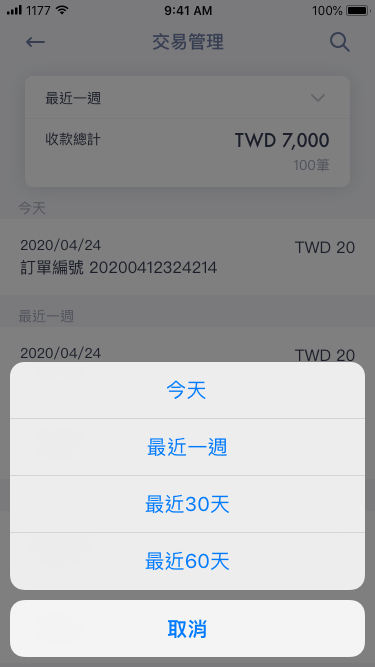 1177 9:41 AM 100%
交易管理
最近一週
收款總計 TWD 7,000
100筆
今天
2020/04/24 TWD 20
訂單編號 20200412324214
最近一週
2020/04/24 TWD 20
今天
最近一週
最近30天
最近60天
取消